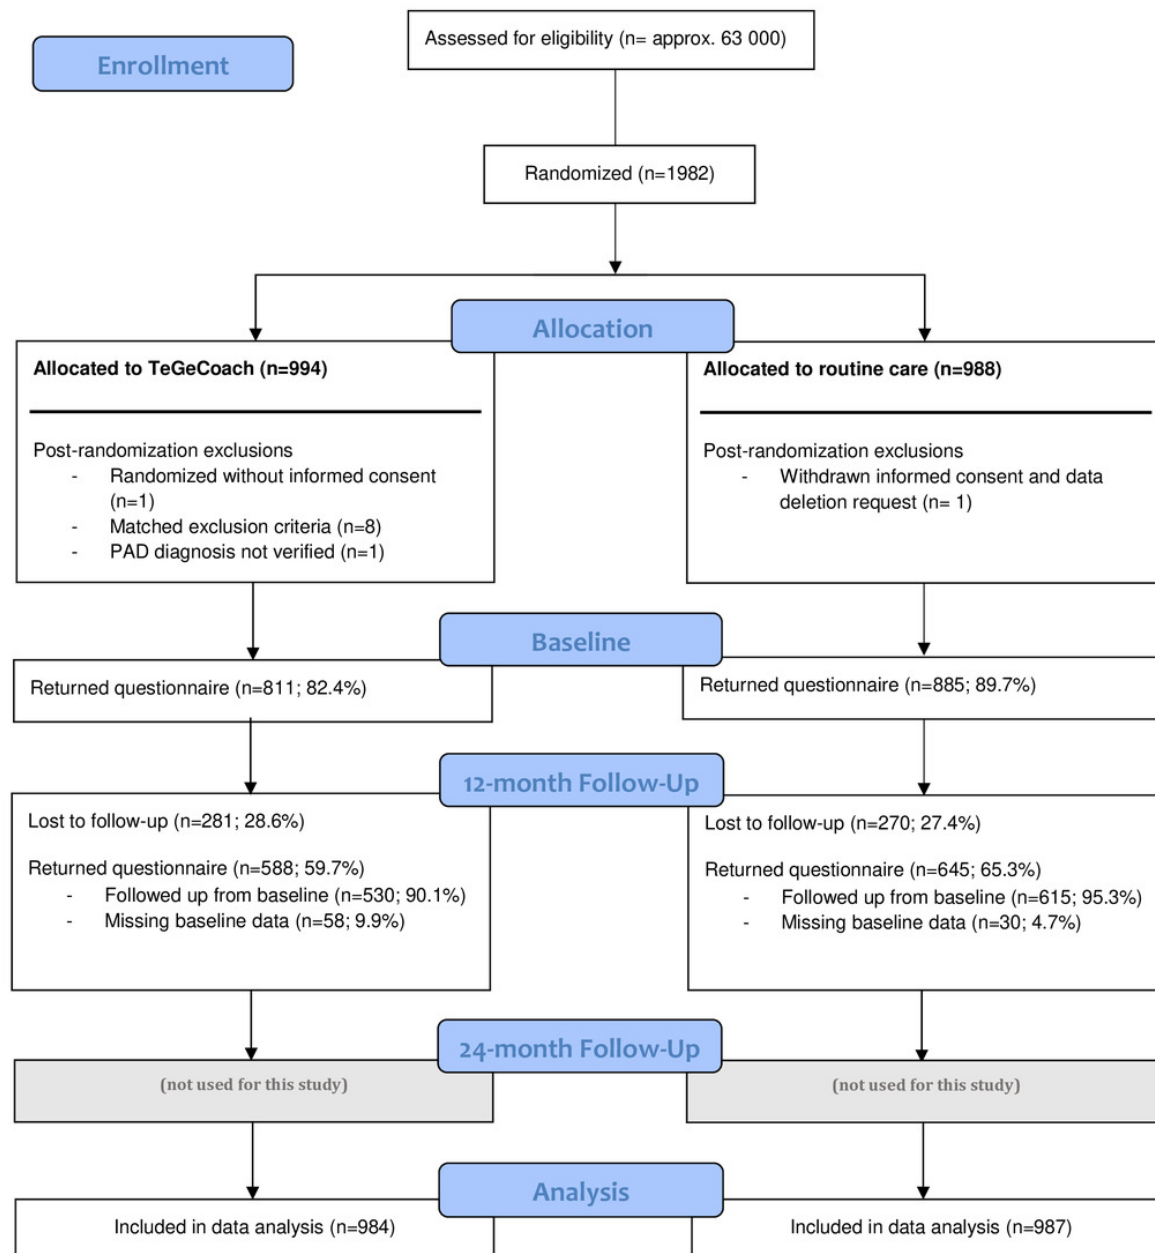 Assessed for eligibility (n= approx. 63 000)
Enrollment
Randomized (n=1982)
Allocation
Allocated to TeGeCoach (n=994)
Post-randomization exclusions
- Randomized without informed consent
(n=1)
- Matched exclusion criteria (n=8)
- PAD diagnosis not verified (n=1)
Allocated to routine care (n=988)
Post-randomization exclusions
- Withdrawn informed consent and data
deletion request (n= 1)
Baseline
Returned questionnaire (n=811; 82.4%)
Returned questionnaire (n=885; 89.7%)
12-month Follow-Up
Lost to follow-up (n=281; 28.6%)
Returned questionnaire (n=588; 59.7%)
- Followed up from baseline (n=530; 90.1%)
- Missing baseline data (n=58; 9.9%)
Lost to follow-up (n=270; 27.4%)
Returned questionnaire (n=645; 65.3%)
- Followed up from baseline (n=615; 95.3%)
- Missing baseline data (n=30; 4.7%)
24-month Follow-Up
(not used for this study)
(not used for this study)
Analysis
Included in data analysis (n=984)
Included in data analysis (n=987)